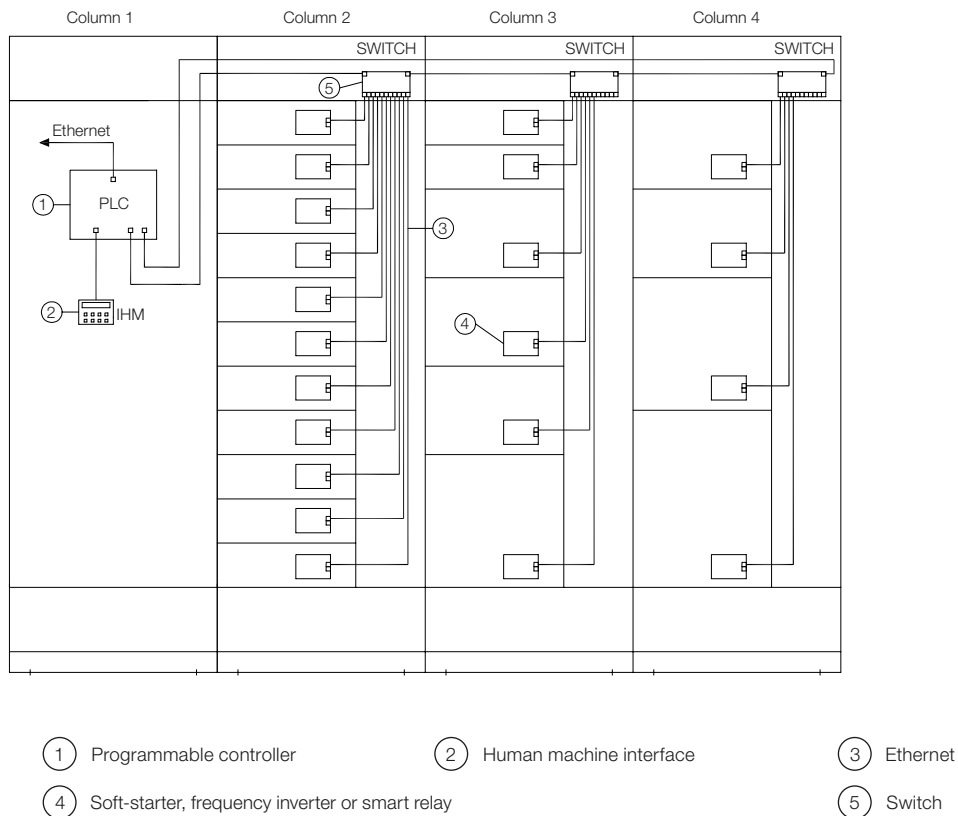 Column 1 Column 2 Column 3 Column 4
SWITCH SWITCH SWITCH
5
Ethernet
1 PLC
3
2 IHM
4
1 Programmable controller 2 Human machine interface 3 Ethernet
4 Soft-starter, frequency inverter or smart relay 5 Switch